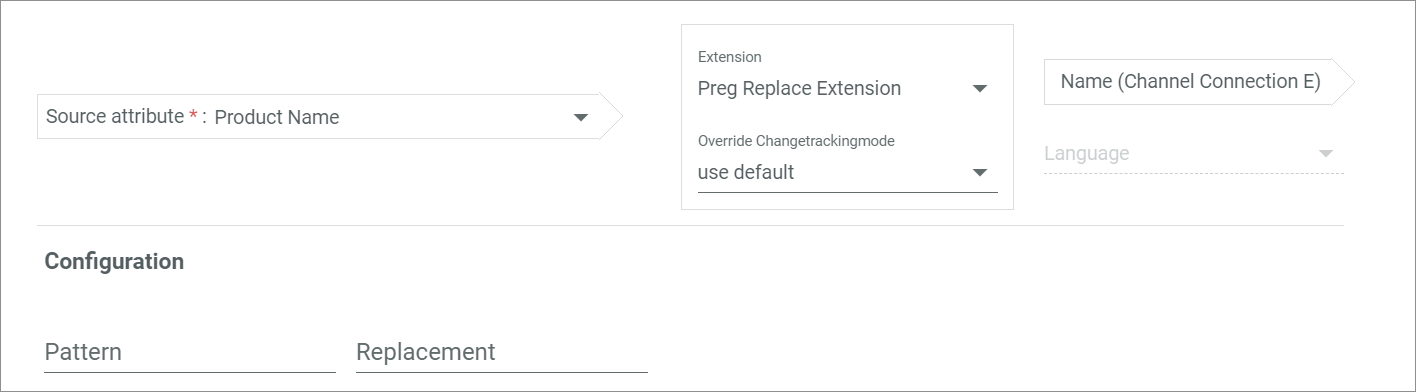 Source attribute * : Product Name
Extension
Preg Replace Extension
Override Changetrackingmode
use default
Name (Channel Connection E)
Language
Configuration
Pattern Replacement